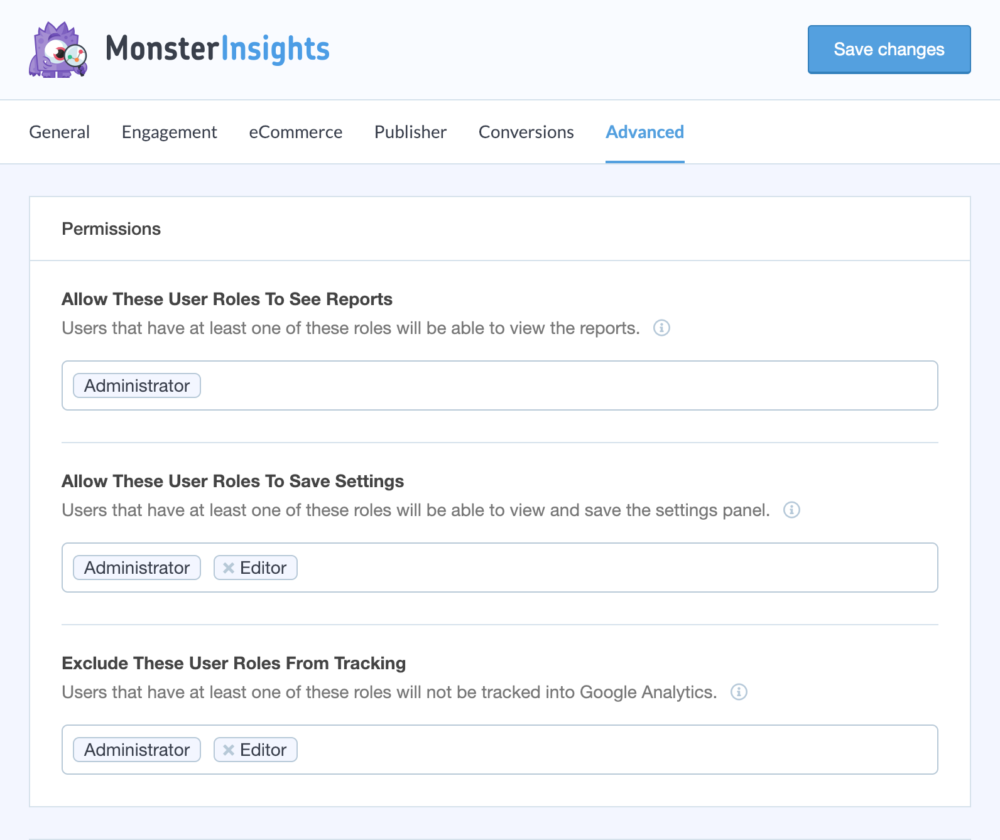 MonsterInsights
Save changes
General Engagement eCommerce Publisher Conversions Advanced
Permissions
Allow These User Roles To See Reports
Users that have at least one of these roles will be able to view the reports.
Administrator
Allow These User Roles To Save Settings
Users that have at least one of these roles will be able to view and save the settings panel.
Administrator Editor
Exclude These User Roles From Tracking
Users that have at least one of these roles will not be tracked into Google Analytics.
Administrator Editor